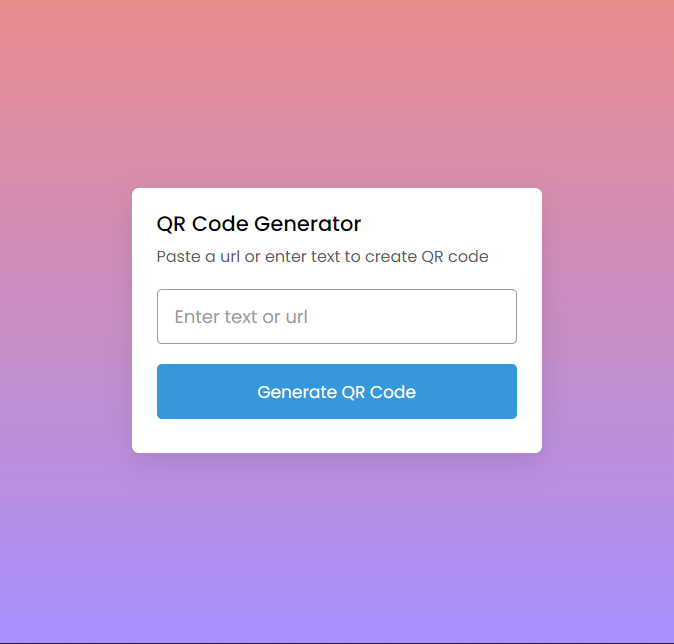 QR Code Generator
Paste a url or enter text to create QR code
Enter text or url
Generate QR Code